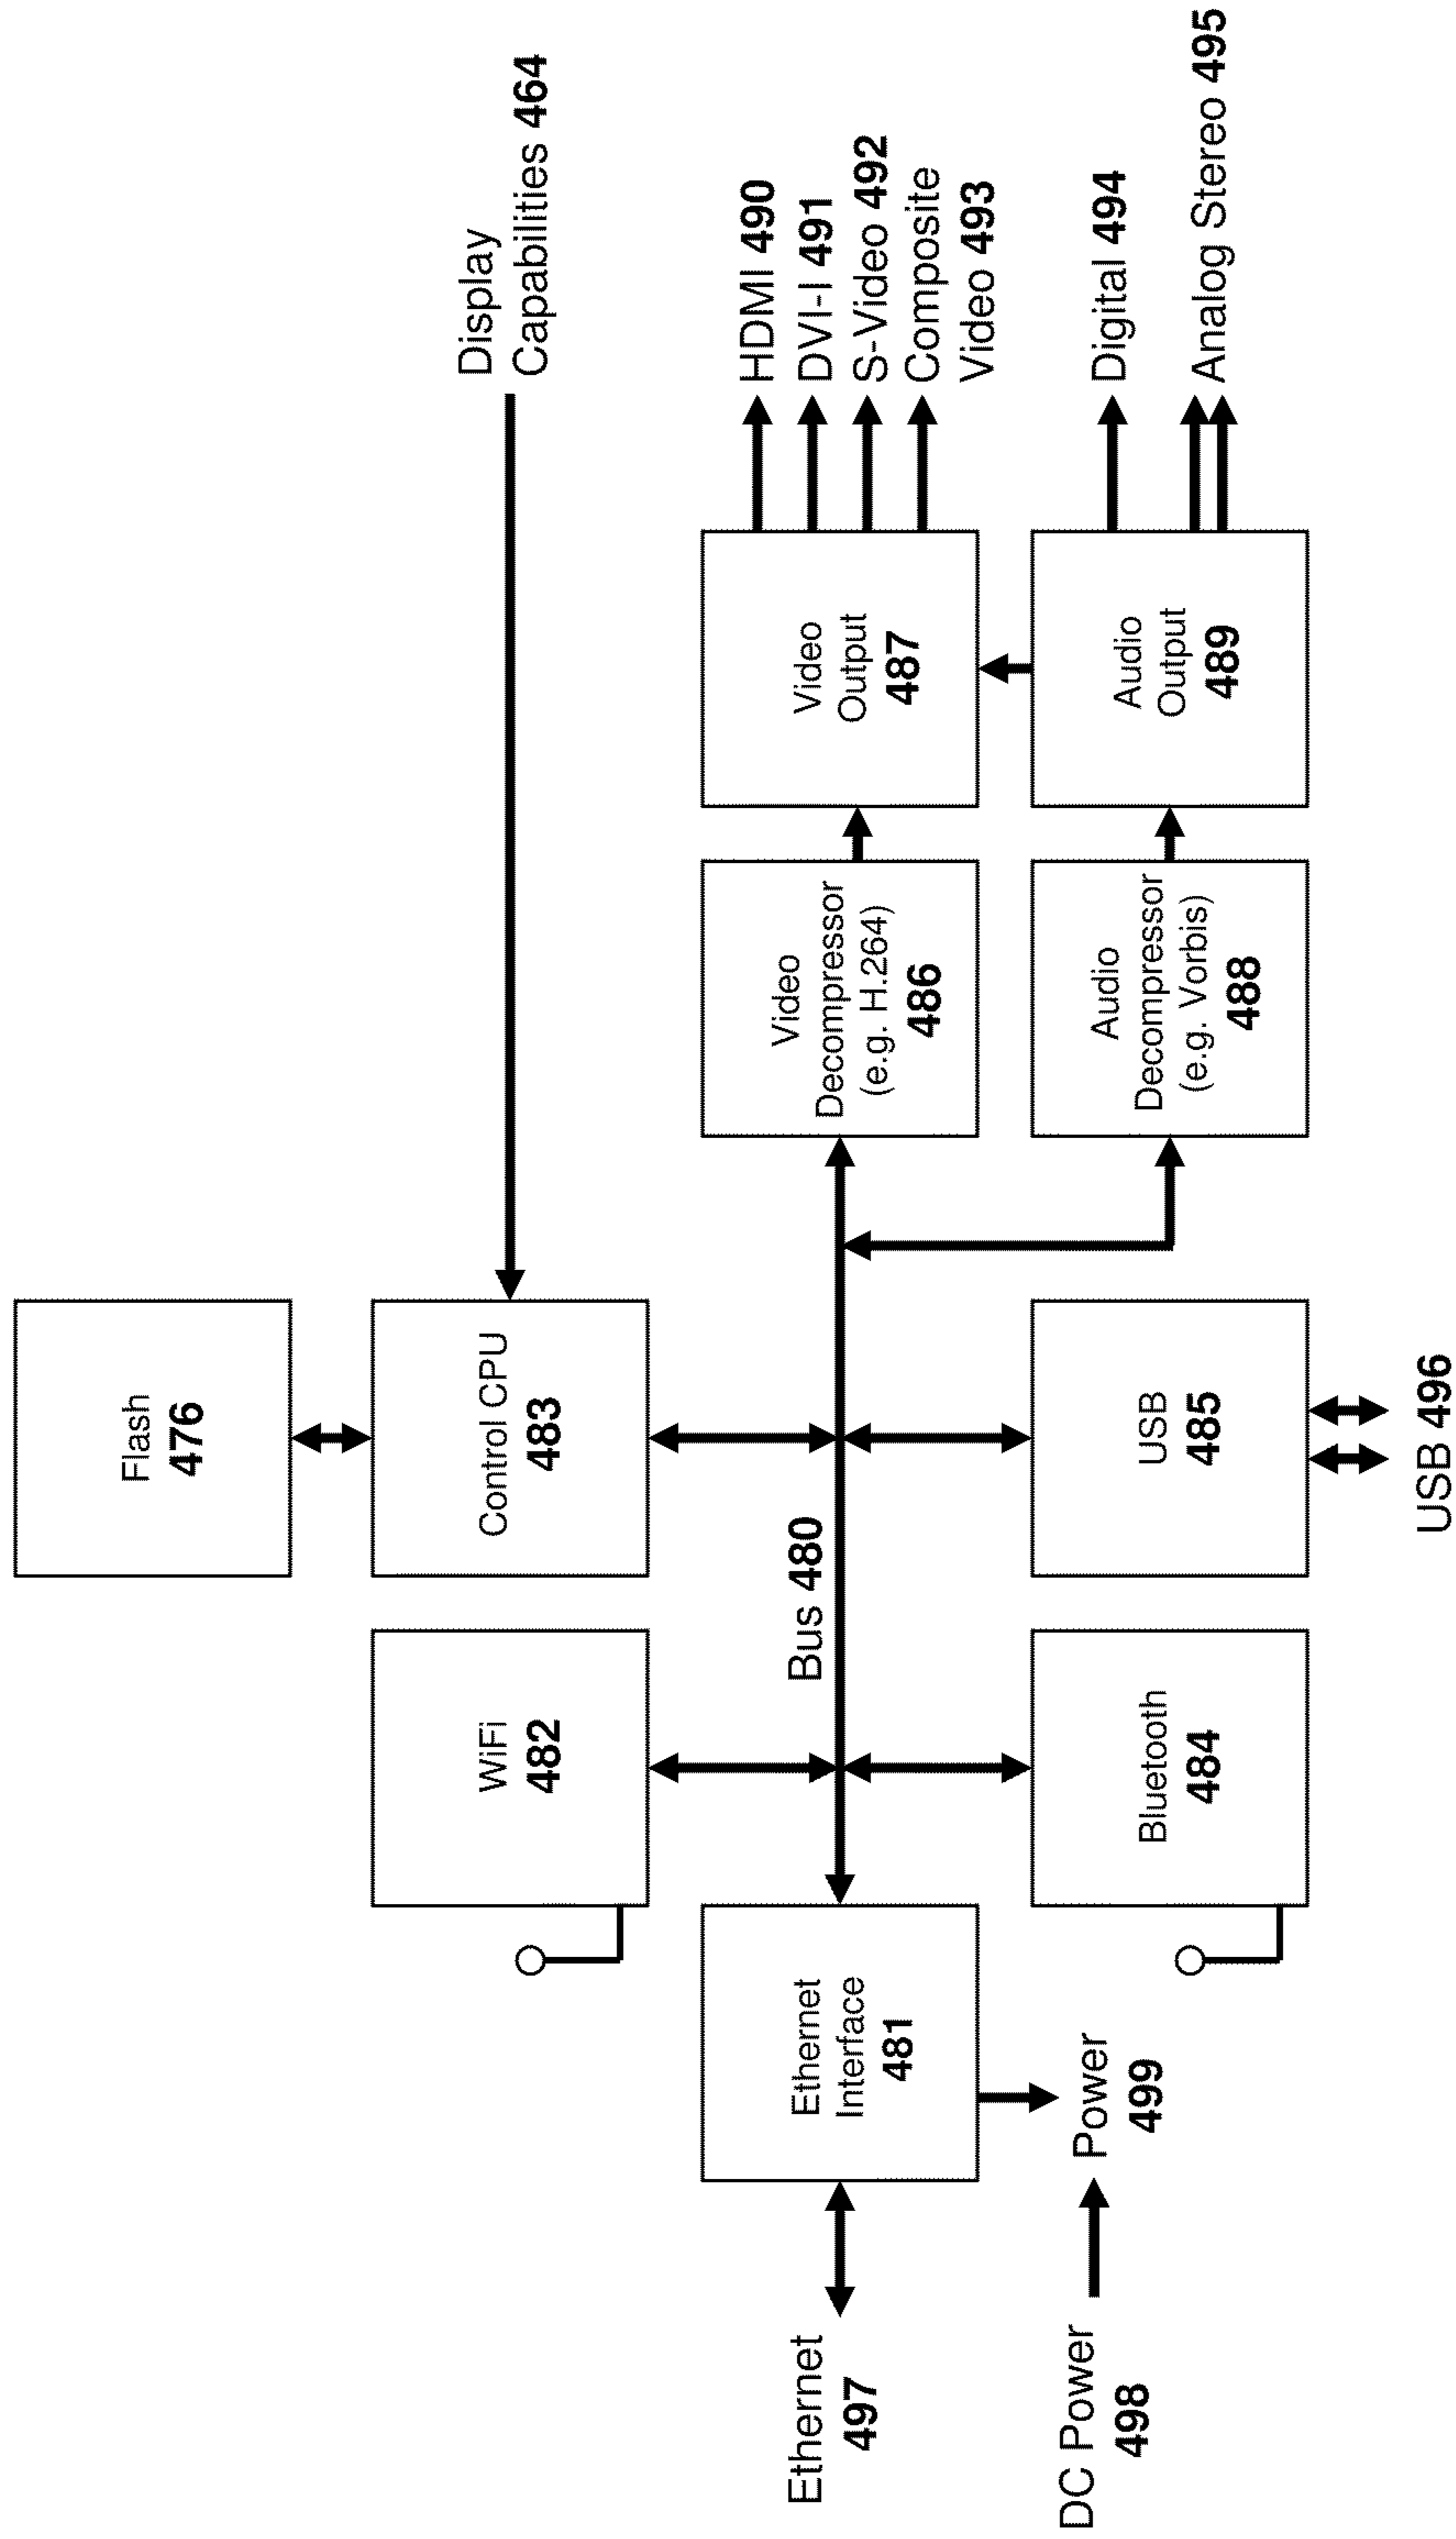 Flash
476
Display
Capabilities 464
WiFi
482
Control CPU
483
Bus 480
Ethernet
497
Ethernet
Interface
481
Video
Decompressor
(e.g. H.264)
486
Video
Output
487
HDMI 490
DVI-I 491
S-Video 492
Composite
Video 493
DC Power
498
Power
499
Bluetooth
484
USB
485
Audio
Decompressor
(e.g. Vorbis)
488
Audio
Output
489
Digital 494
Analog Stereo 495
USB 496